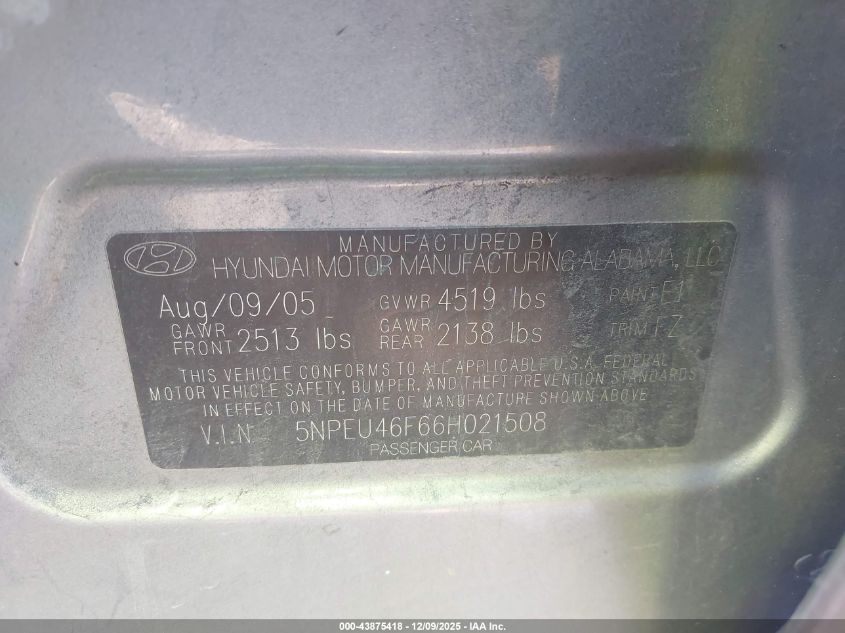 MANUFACTURED BY
HYUNDAI MOTOR MANUFACTURING ALABAMA, LLC
Aug/09/05 GVWR 4519 lbs PAINT E1
GAWR FRONT 2513 lbs GAWR REAR 2138 lbs TRIM FZ
THIS VEHICLE CONFORMS TO ALL APPLICABLE U.S.A. FEDERAL
MOTOR VEHICLE SAFETY, BUMPER, AND THEFT PREVENTION STANDARDS
IN EFFECT ON THE DATE OF MANUFACTURE SHOWN ABOVE
V.I.N 5NPEU46F66H021508
PASSENGER CAR
000-43875418 - 12/09/2025 - IAA Inc.